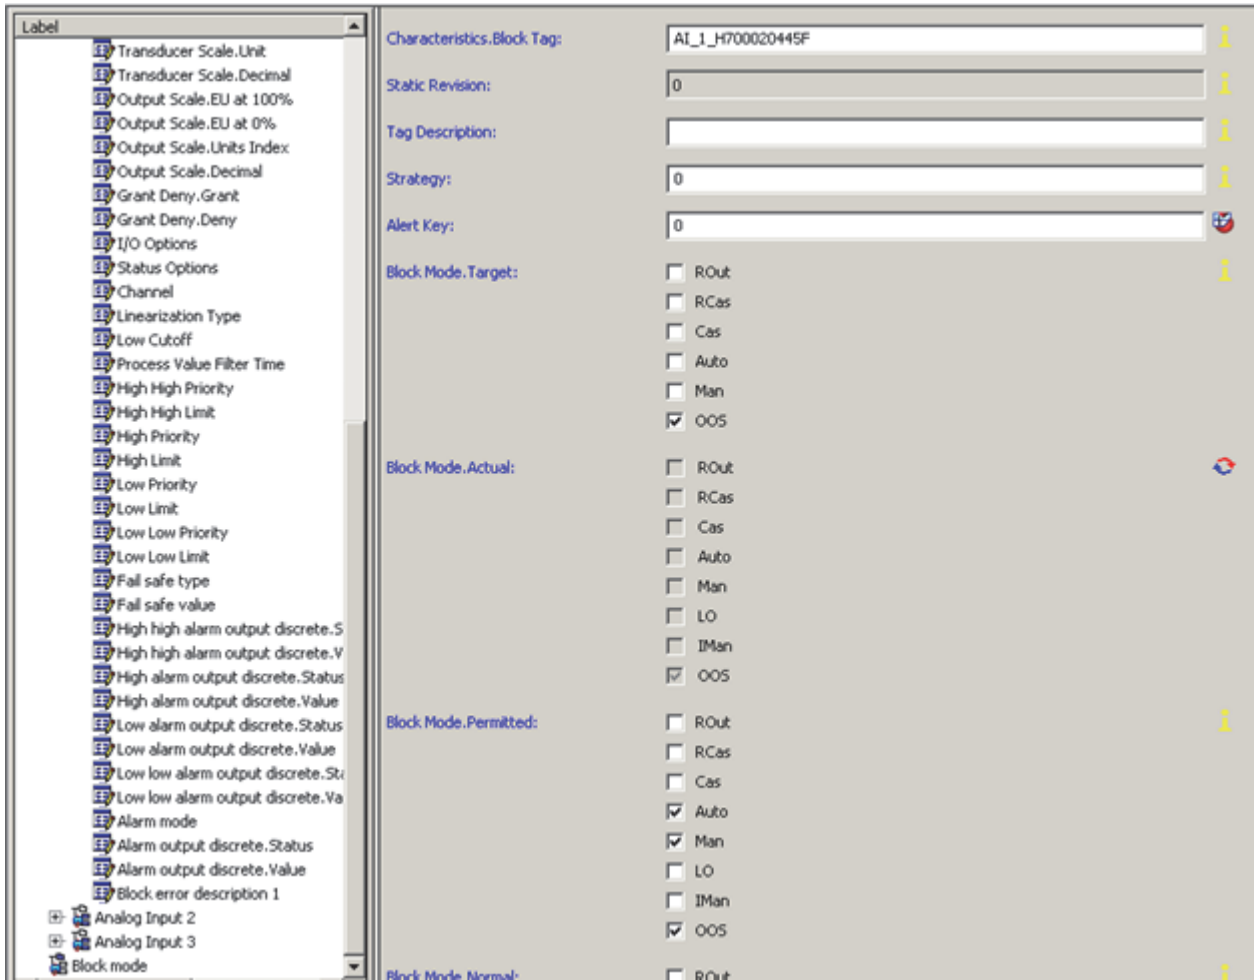 Label
Transducer Scale.Unit
Transducer Scale.Decimal
Output Scale.EU at 100%
Output Scale.EU at 0%
Output Scale.Units Index
Output Scale.Decimal
Grant Deny.Grant
Grant Deny.Deny
I/O Options
Status Options
Channel
Linearization Type
Low Cutoff
Process Value Filter Time
High High Priority
High High Limit
High Priority
High Limit
Low Priority
Low Limit
Low Low Priority
Low Low Limit
Fail safe type
Fail safe value
High high alarm output discrete.S
High high alarm output discrete.V
High alarm output discrete.Status
High alarm output discrete.Value
Low alarm output discrete.Status
Low alarm output discrete.Value
Low low alarm output discrete.Sta
Low low alarm output discrete.Va
Alarm mode
Alarm output discrete.Status
Alarm output discrete.Value
Block error description 1
Analog Input 2
Analog Input 3
Block mode
Characteristics.Block Tag:
AI_1_H700020445F
Static Revision:
0
Tag Description:
Strategy:
0
Alert Key:
0
Block Mode.Target:
ROut
RCas
Cas
Auto
Man
OOS
Block Mode.Actual:
ROut
RCas
Cas
Auto
Man
LO
IMan
OOS
Block Mode.Permitted:
ROut
RCas
Cas
Auto
Man
LO
IMan
OOS
Block Mode.Normal:
ROut